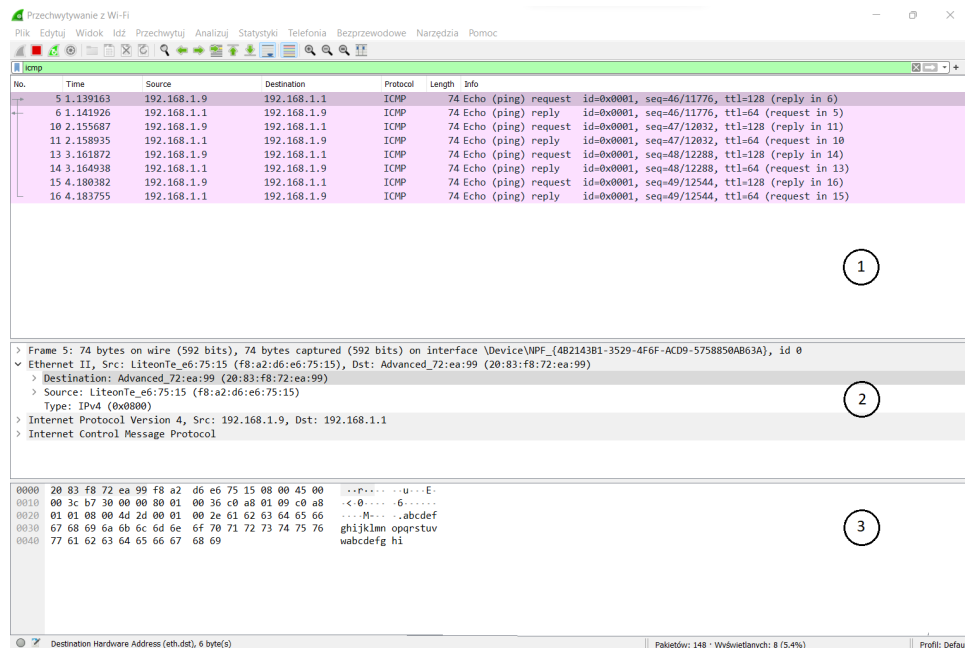 Przechwytywanie z Wi-Fi
Plik Edytuj Widok Idź Przechwytuj Analizuj Statystyki Telefonia Bezprzewodowe Narzędzia Pomoc
icmp
No. Time Source Destination Protocol Length Info
5 1.139163 192.168.1.9 192.168.1.1 ICMP 74 Echo (ping) request id=0x0001, seq=46/11776, ttl=128 (reply in 6)
6 1.141926 192.168.1.1 192.168.1.9 ICMP 74 Echo (ping) reply id=0x0001, seq=46/11776, ttl=64 (request in 5)
10 2.155687 192.168.1.9 192.168.1.1 ICMP 74 Echo (ping) request id=0x0001, seq=47/12032, ttl=128 (reply in 11)
11 2.158935 192.168.1.1 192.168.1.9 ICMP 74 Echo (ping) reply id=0x0001, seq=47/12032, ttl=64 (request in 10
13 3.161872 192.168.1.9 192.168.1.1 ICMP 74 Echo (ping) request id=0x0001, seq=48/12288, ttl=128 (reply in 14)
14 3.164938 192.168.1.1 192.168.1.9 ICMP 74 Echo (ping) reply id=0x0001, seq=48/12288, ttl=64 (request in 13)
15 4.180382 192.168.1.9 192.168.1.1 ICMP 74 Echo (ping) request id=0x0001, seq=49/12544, ttl=128 (reply in 16)
16 4.183755 192.168.1.1 192.168.1.9 ICMP 74 Echo (ping) reply id=0x0001, seq=49/12544, ttl=64 (request in 15)
1
Frame 5: 74 bytes on wire (592 bits), 74 bytes captured (592 bits) on interface \Device\NPF_{4B2143B1-3529-4F6F-ACD9-5758850AB63A}, id 0
Ethernet II, Src: LiteonTe_e6:75:15 (f8:a2:d6:e6:75:15), Dst: Advanced_72:ea:99 (20:83:f8:72:ea:99)
Destination: Advanced_72:ea:99 (20:83:f8:72:ea:99)
Source: LiteonTe_e6:75:15 (f8:a2:d6:e6:75:15)
Type: IPv4 (0x0800)
2
Internet Protocol Version 4, Src: 192.168.1.9, Dst: 192.168.1.1
Internet Control Message Protocol
0000 20 83 f8 72 ea 99 f8 a2 d6 e6 75 15 08 00 45 00 ···r···· ··u···E·
0010 00 3c b7 30 00 00 80 01 00 36 c0 a8 01 09 c0 a8 ·<·0···· ·6······
0020 01 01 08 00 4d 2d 00 01 00 2e 61 62 63 64 65 66 ····M-·· ·.abcdef
0030 67 68 69 6a 6b 6c 6d 6e 6f 70 71 72 73 74 75 76 ghijklmn opqrstuv
0040 77 61 62 63 64 65 66 67 68 69 wabcdefg hi
3
Destination Hardware Address (eth.dst), 6 byte(s) Pakietów: 148 · Wyświetlanych: 8 (5.4%) Profil: Defau